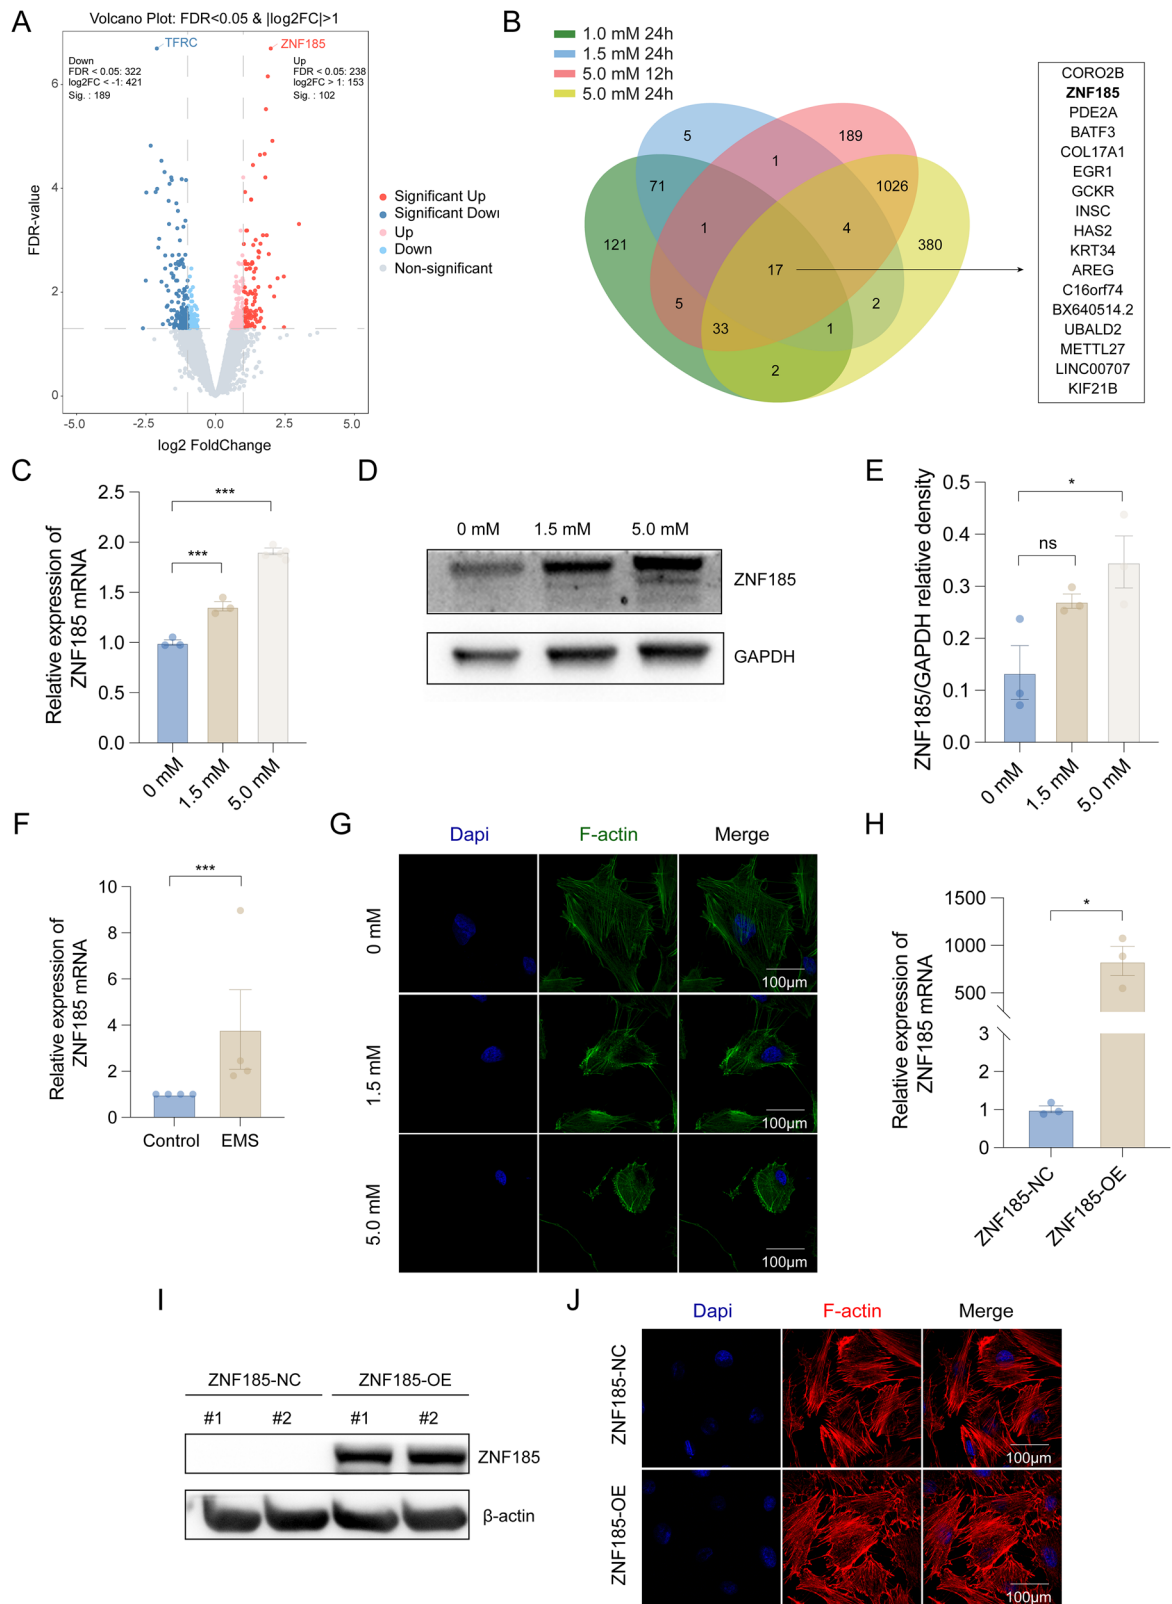 A
Volcano Plot: FDR<0.05 & |log2FC|>1
TFRC
ZNF185
Down
FDR < 0.05: 322
log2FC < -1: 421
Sig. : 189
Up
FDR < 0.05: 238
log2FC > 1: 153
Sig. : 102
6
4
2
0
FDR-value
-5.0
-2.5
0.0
2.5
5.0
log2 FoldChange
Significant Up
Significant Down
Up
Down
Non-significant
B
1.0 mM 24h
1.5 mM 24h
5.0 mM 12h
5.0 mM 24h
5
189
1
71
1026
1
4
121
380
17
5
2
33
1
2
CORO2B
ZNF185
PDE2A
BATF3
COL17A1
EGR1
GCKR
INSC
HAS2
KRT34
AREG
C16orf74
BX640514.2
UBALD2
METTL27
LINC00707
KIF21B
C
Relative expression of
ZNF185 mRNA
2.5
2.0
1.5
1.0
0.5
0.0
***
***
0 mM
1.5 mM
5.0 mM
D
0 mM
1.5 mM
5.0 mM
ZNF185
GAPDH
E
ZNF185/GAPDH relative density
0.5
0.4
0.3
0.2
0.1
0.0
*
ns
0 mM
1.5 mM
5.0 mM
F
Relative expression of
ZNF185 mRNA
10
8
6
4
2
0
***
Control
EMS
G
Dapi
F-actin
Merge
0 mM
100μm
1.5 mM
100μm
5.0 mM
100μm
H
Relative expression of
ZNF185 mRNA
1500
1000
500
3
2
1
0
*
ZNF185-NC
ZNF185-OE
I
ZNF185-NC
ZNF185-OE
#1
#2
#1
#2
ZNF185
β-actin
J
Dapi
F-actin
Merge
ZNF185-NC
100μm
ZNF185-OE
100μm